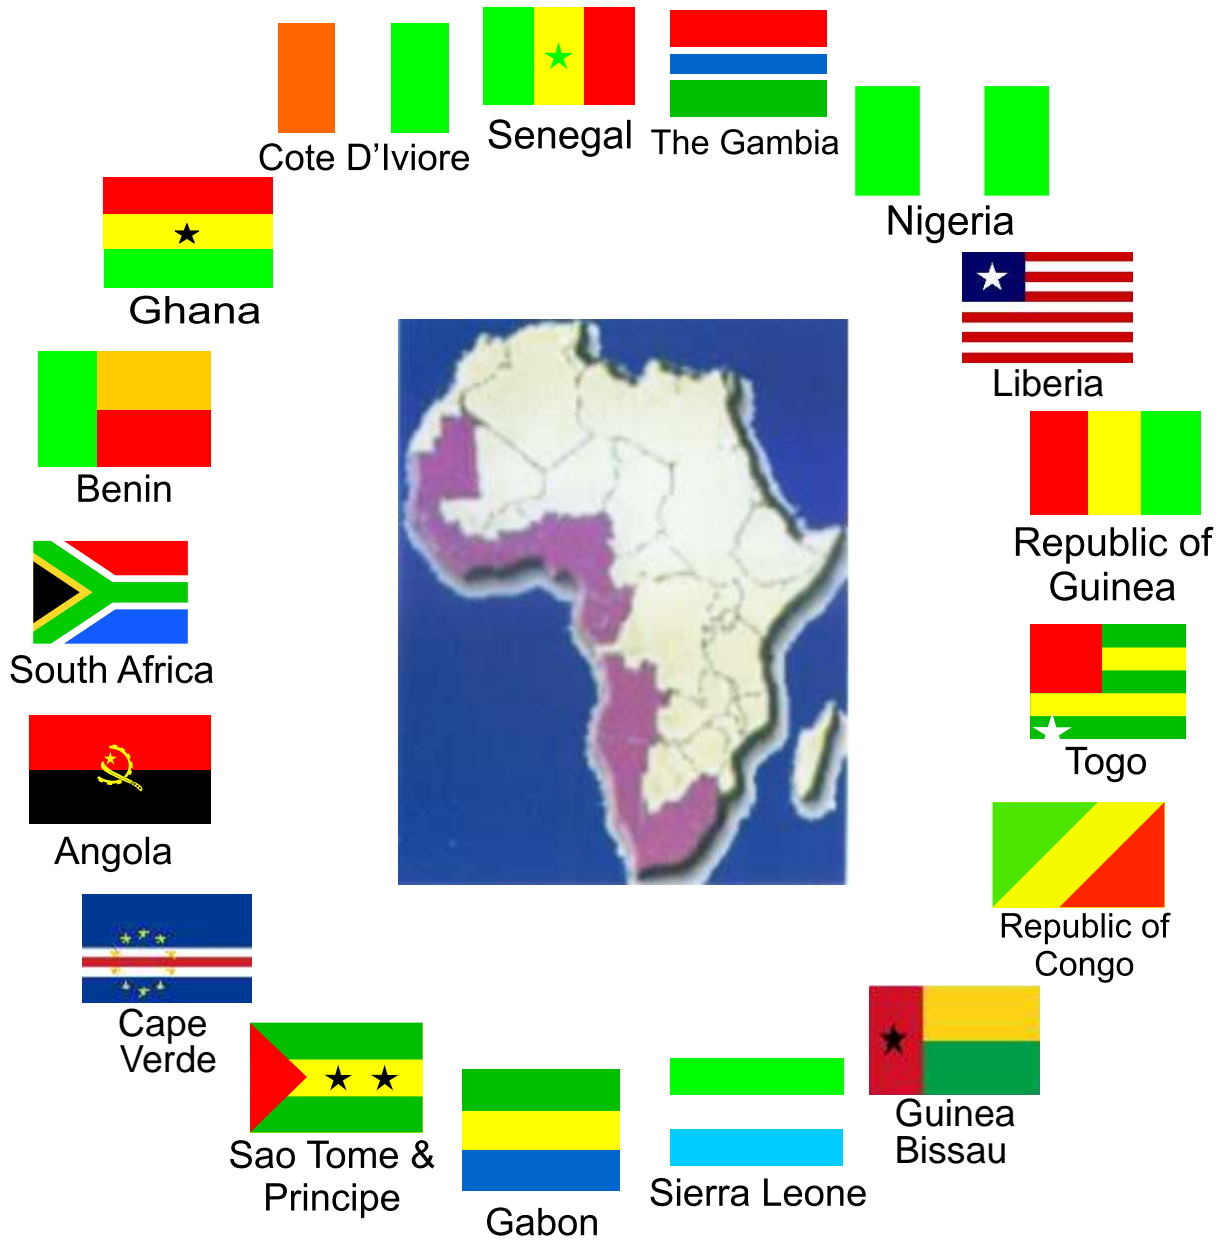 Cote D’Iviore
Senegal
The Gambia
Nigeria
Ghana
Liberia
Benin
Republic of
Guinea
South Africa
Togo
Angola
Republic of
Congo
Cape
Verde
Guinea
Bissau
Sao Tome &
Principe
Sierra Leone
Gabon